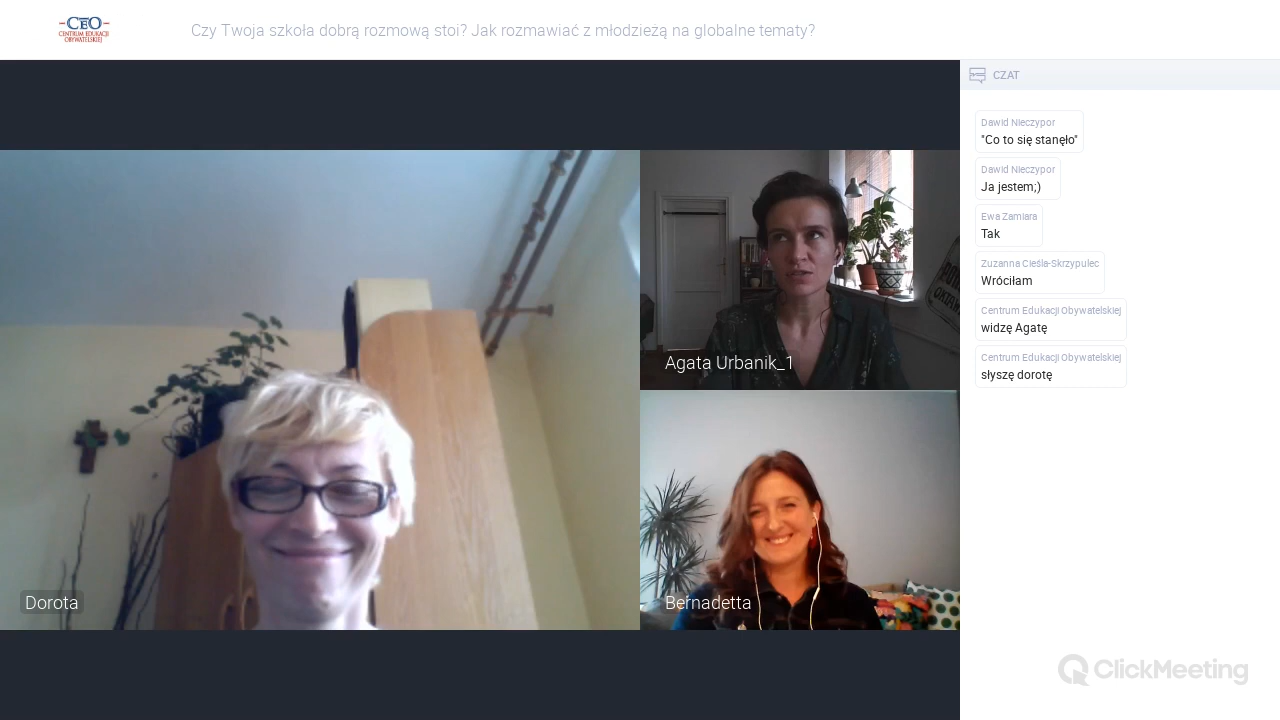 CEO
CENTRUM EDUKACJI
OBYWATELSKIEJ
Czy Twoja szkoła dobrą rozmową stoi? Jak rozmawiać z młodzieżą na globalne tematy?
CZAT
Dawid Nieczypor
"Co to się stanęło"
Dawid Nieczypor
Ja jestem;)
Ewa Zamiara
Tak
Zuzanna Cieśla-Skrzypulec
Wróciłam
Centrum Edukacji Obywatelskiej
widzę Agatę
Centrum Edukacji Obywatelskiej
słyszę dorotę
Agata Urbanik_1
Dorota
Bernadetta
ClickMeeting